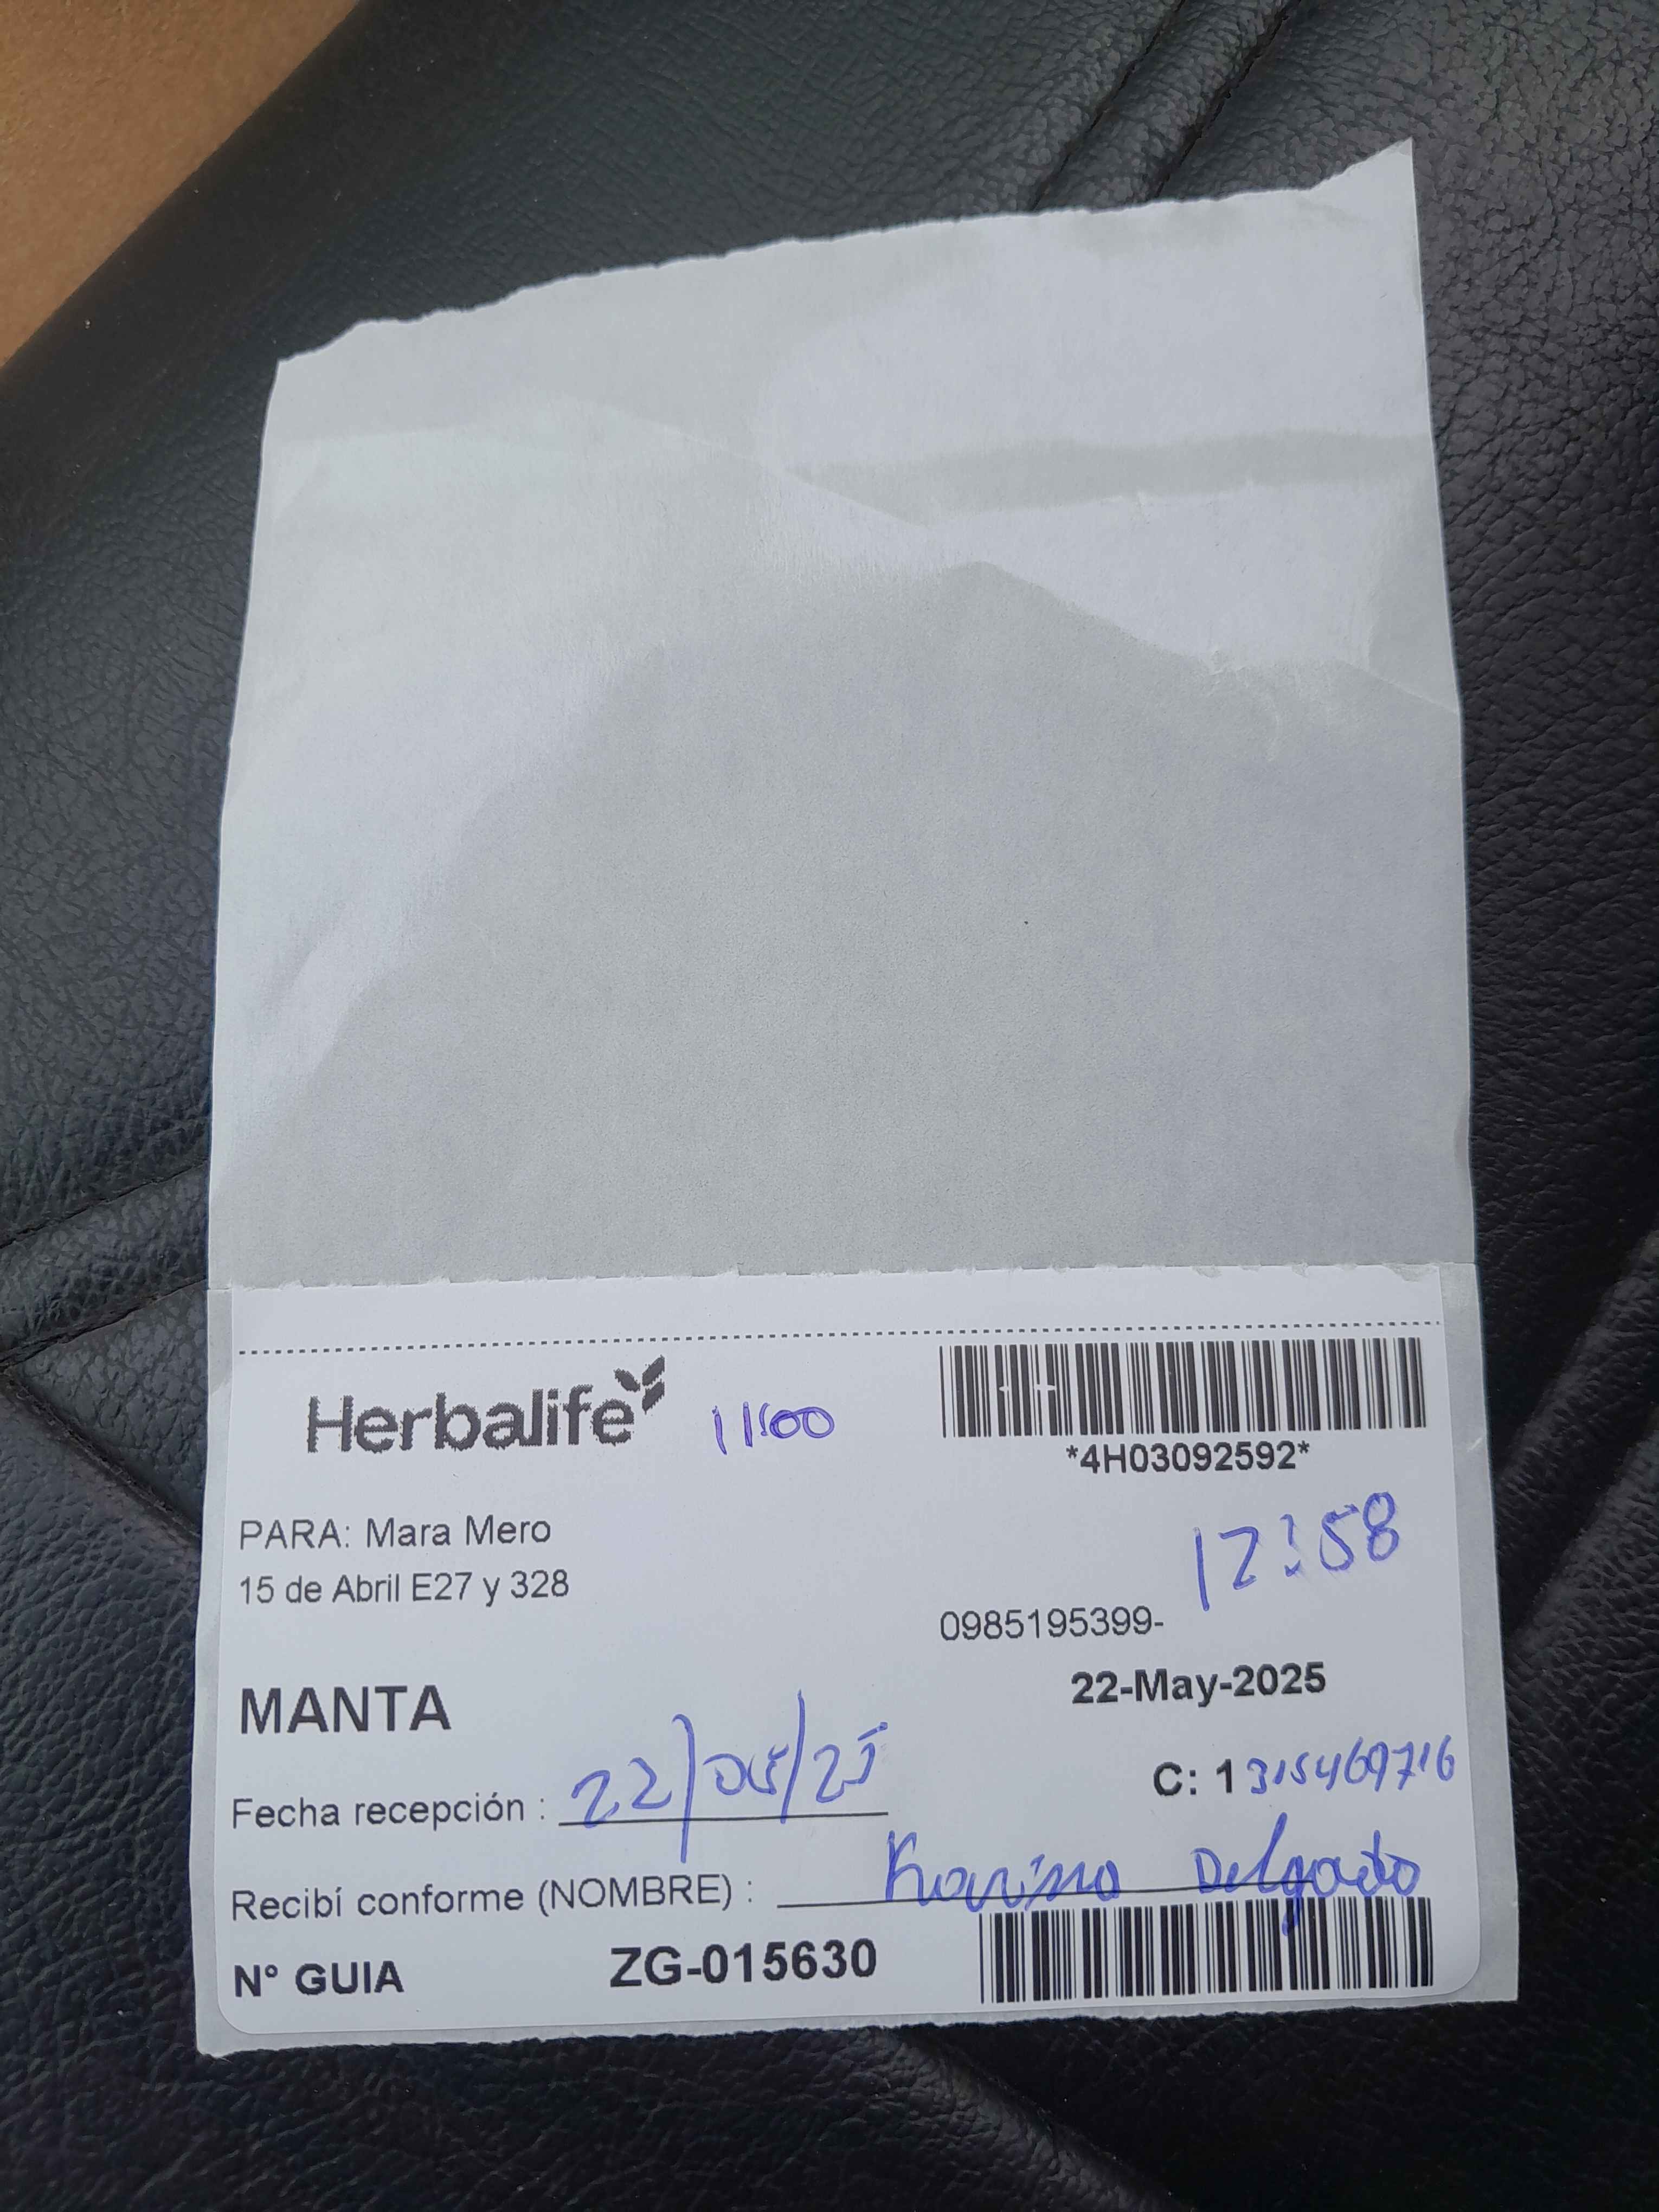 Herbalife 11:00
*4H03092592*
PARA: Mara Mero
12:58
15 de Abril E27 y 328
0985195399-
MANTA
22-May-2025
Fecha recepción : 22/05/25
C: 1315469716
Recibí conforme (NOMBRE) : Karina Delgado
N° GUIA ZG-015630